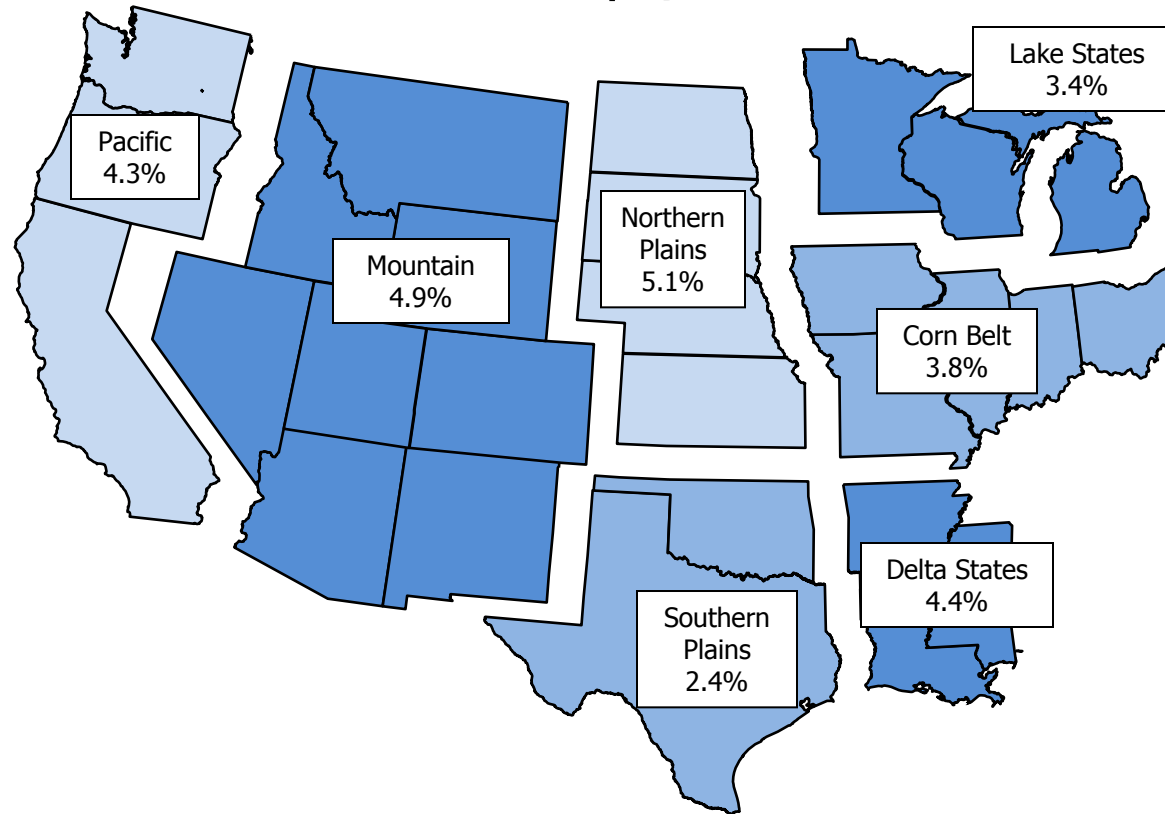 Lake States
3.4%
Pacific
4.3%
Northern
Plains
5.1%
Mountain
4.9%
Corn Belt
3.8%
Delta States
4.4%
Southern
Plains
2.4%